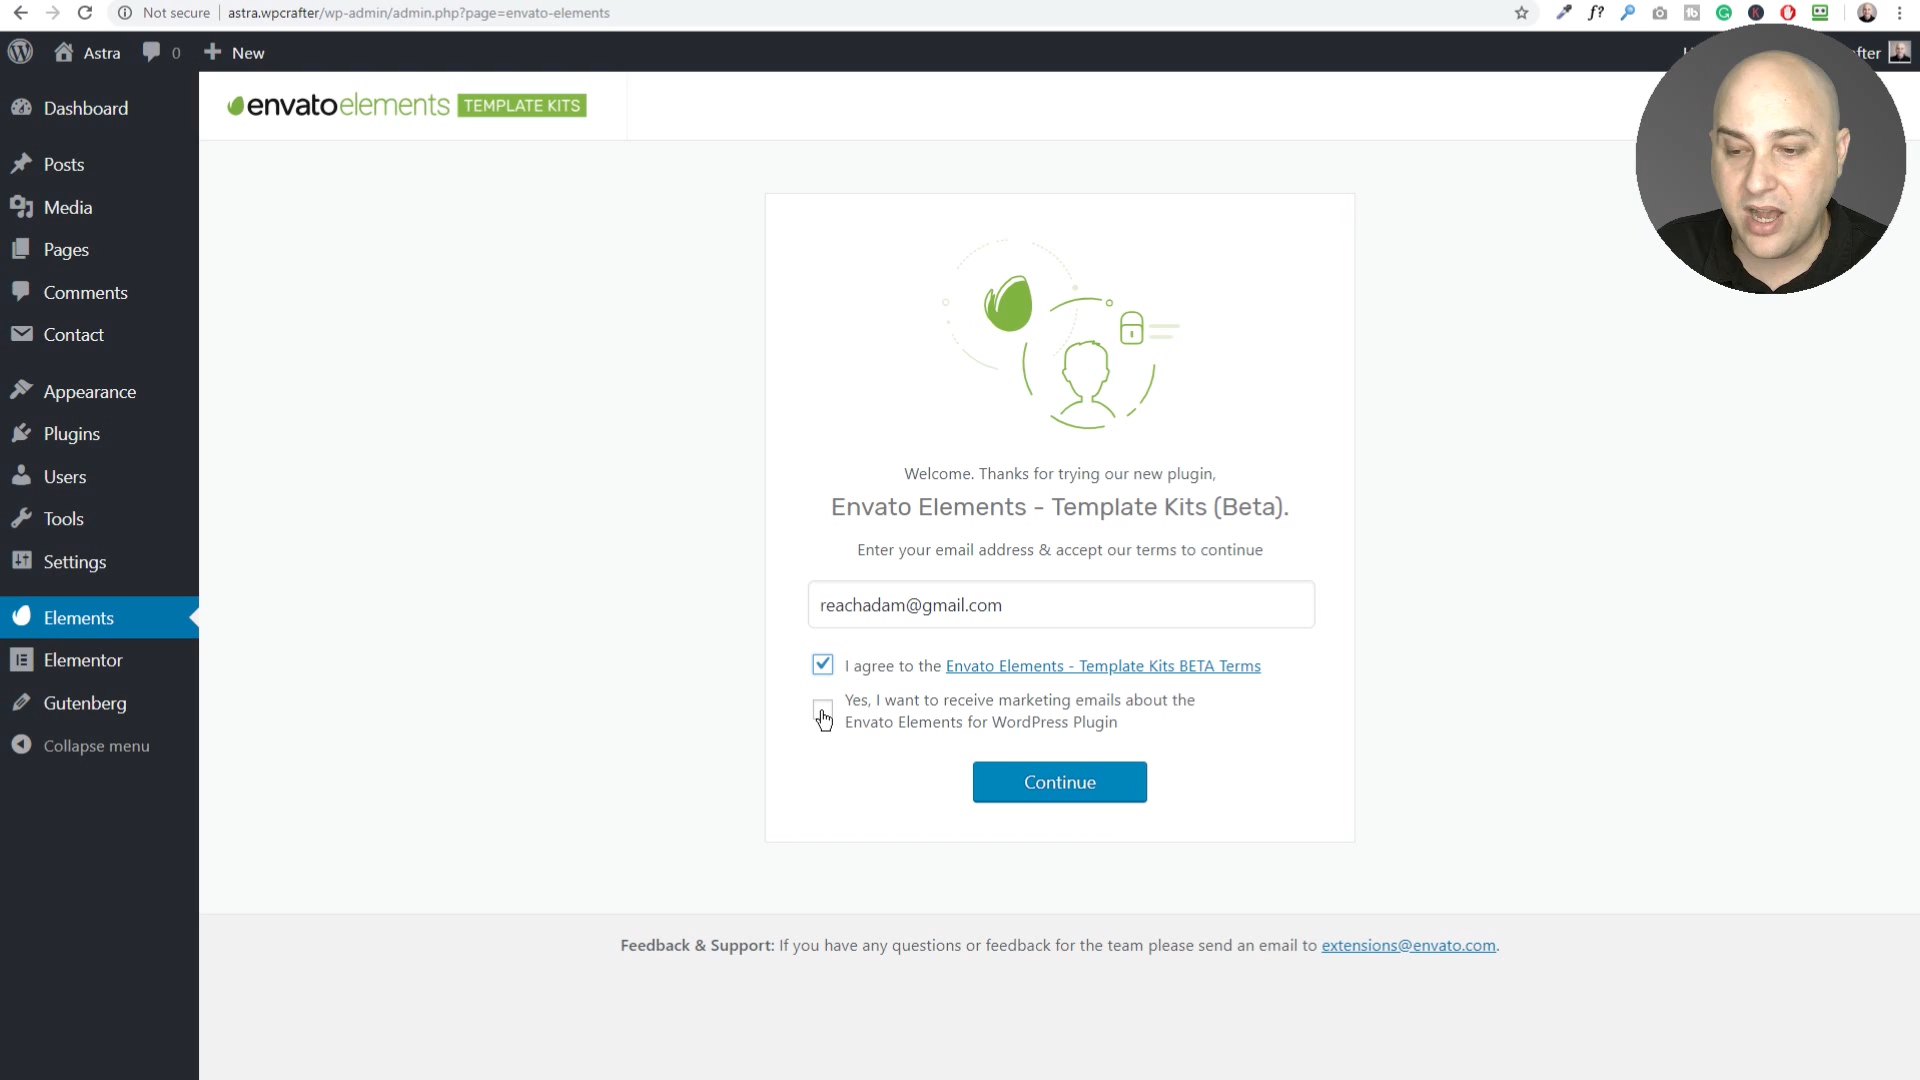 Not secure
astra.wpcrafter/wp-admin/admin.php?page=envato-elements
Astra
0
New
fter
Dashboard
Posts
Media
Pages
Comments
Contact
Appearance
Plugins
Users
Tools
Settings
Elements
Elementor
Gutenberg
Collapse menu
envatoelements TEMPLATE KITS
Welcome. Thanks for trying our new plugin,
Envato Elements - Template Kits (Beta).
Enter your email address & accept our terms to continue
reachadam@gmail.com
I agree to the Envato Elements - Template Kits BETA Terms
Yes, I want to receive marketing emails about the
Envato Elements for WordPress Plugin
Continue
Feedback & Support: If you have any questions or feedback for the team please send an email to extensions@envato.com.